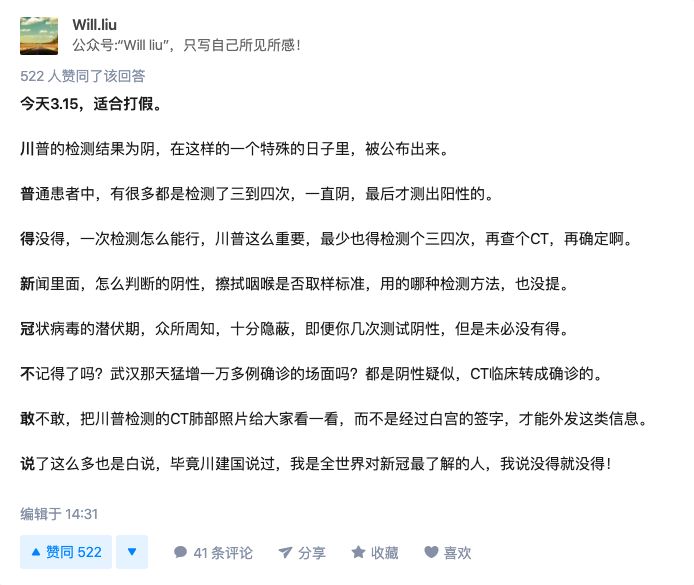 Will.liu
公众号:“Will liu”，只写自己所见所感！
522 人赞同了该回答
今天3.15，适合打假。
川普的检测结果为阴，在这样的一个特殊的日子里，被公布出来。
普通患者中，有很多都是检测了三到四次，一直阴，最后才测出阳性的。
得没得，一次检测怎么能行，川普这么重要，最少也得检测个三四次，再查个CT，再确定啊。
新闻里面，怎么判断的阴性，擦拭咽喉是否取样标准，用的哪种检测方法，也没提。
冠状病毒的潜伏期，众所周知，十分隐蔽，即便你几次测试阴性，但是未必没有得。
不记得了吗？武汉那天猛增一万多例确诊的场面吗？都是阴性疑似，CT临床转成确诊的。
敢不敢，把川普检测的CT肺部照片给大家看一看，而不是经过白宫的签字，才能外发这类信息。
说了这么多也是白说，毕竟川建国说过，我是全世界对新冠最了解的人，我说没得就没得！
编辑于 14:31
赞同 522 41 条评论 分享 收藏 喜欢